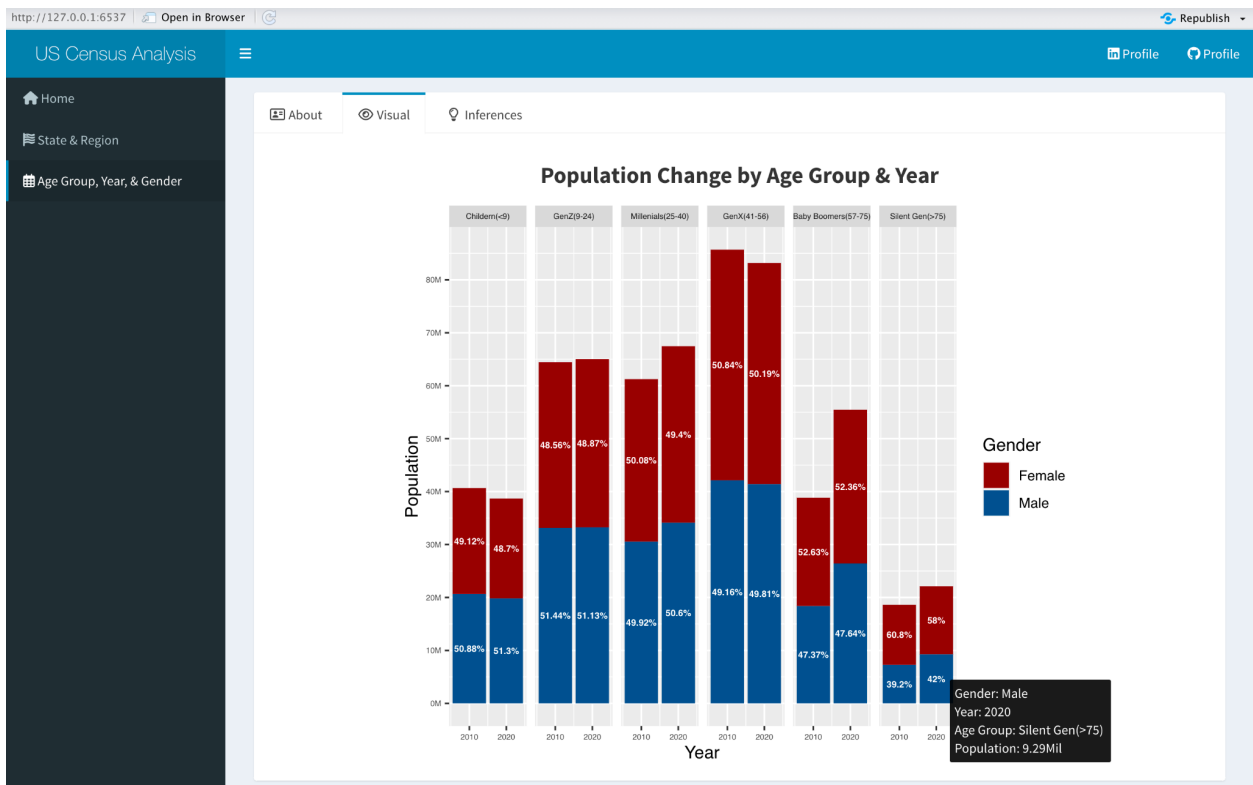 http://127.0.0.1:6537 Open in Browser Republish
US Census Analysis Profile Profile
Home
State & Region
Age Group, Year, & Gender
About Visual Inferences
Population Change by Age Group & Year
Childern(<9) GenZ(9-24) Millenials(25-40) GenX(41-56) Baby Boomers(57-75) Silent Gen(>75)
80M
70M
60M
50M
40M
30M
20M
10M
0M
Population
49.12% 48.7% 48.56% 48.87% 50.08% 49.4% 50.84% 50.19% 52.63% 52.36% 60.8% 58%
50.88% 51.3% 51.44% 51.13% 49.92% 50.6% 49.16% 49.81% 47.37% 47.64% 39.2% 42%
2010 2020 2010 2020 2010 2020 2010 2020 2010 2020 2010 2020
Year
Gender
Female
Male
Gender: Male
Year: 2020
Age Group: Silent Gen(>75)
Population: 9.29Mil